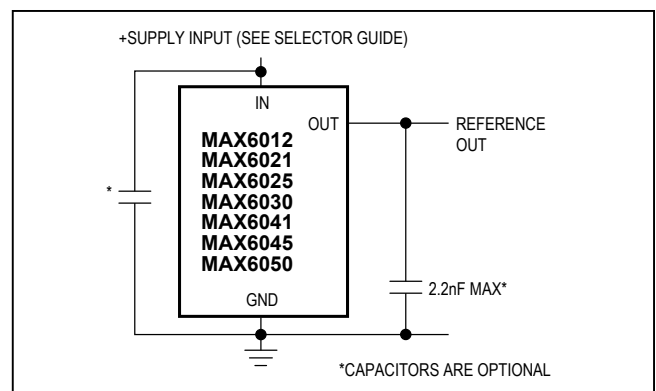 +SUPPLY INPUT (SEE SELECTOR GUIDE)
IN
OUT
REFERENCE
OUT
MAX6012
MAX6021
MAX6025
MAX6030
MAX6041
MAX6045
MAX6050
*
2.2nF MAX*
GND
*CAPACITORS ARE OPTIONAL